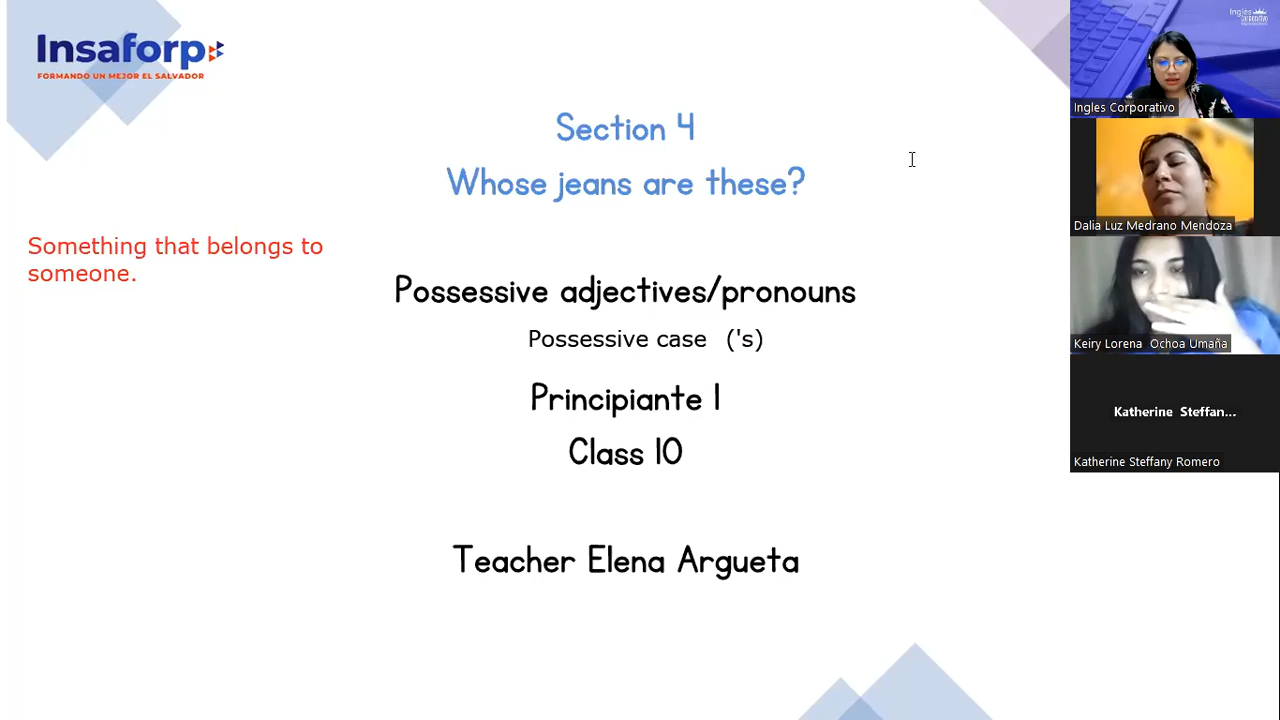 Insaforp
FORMANDO UN MEJOR EL SALVADOR
Section 4
Whose jeans are these?
Something that belongs to
someone.
Possessive adjectives/pronouns
Possessive case ('s)
Principiante 1
Class 10
Teacher Elena Argueta
Ingles
Ingles Corporativo
Dalia Luz Medrano Mendoza
Keiry Lorena Ochoa Umaña
Katherine Steffan...
Katherine Steffany Romero